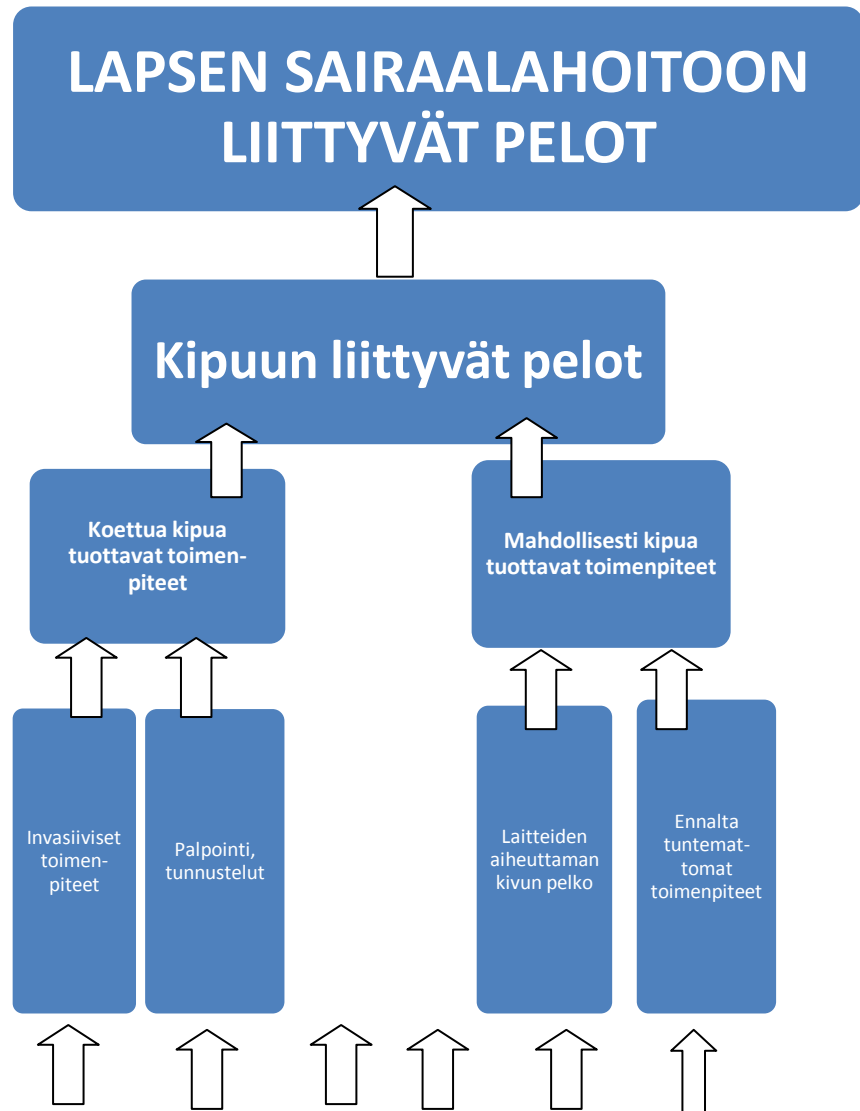 LAPSEN SAIRAALAHOITOON
LIITTYVÄT PELOT
Kipuun liittyvät pelot
Koettua kipua
tuottavat toimen-
piteet
Mahdollisesti kipua
tuottavat toimenpiteet
Invasiiviset
toimen-
piteet
Palpointi,
tunnustelut
Laitteiden
aiheuttaman
kivun pelko
Ennalta
tuntemat-
tomat
toimenpiteet